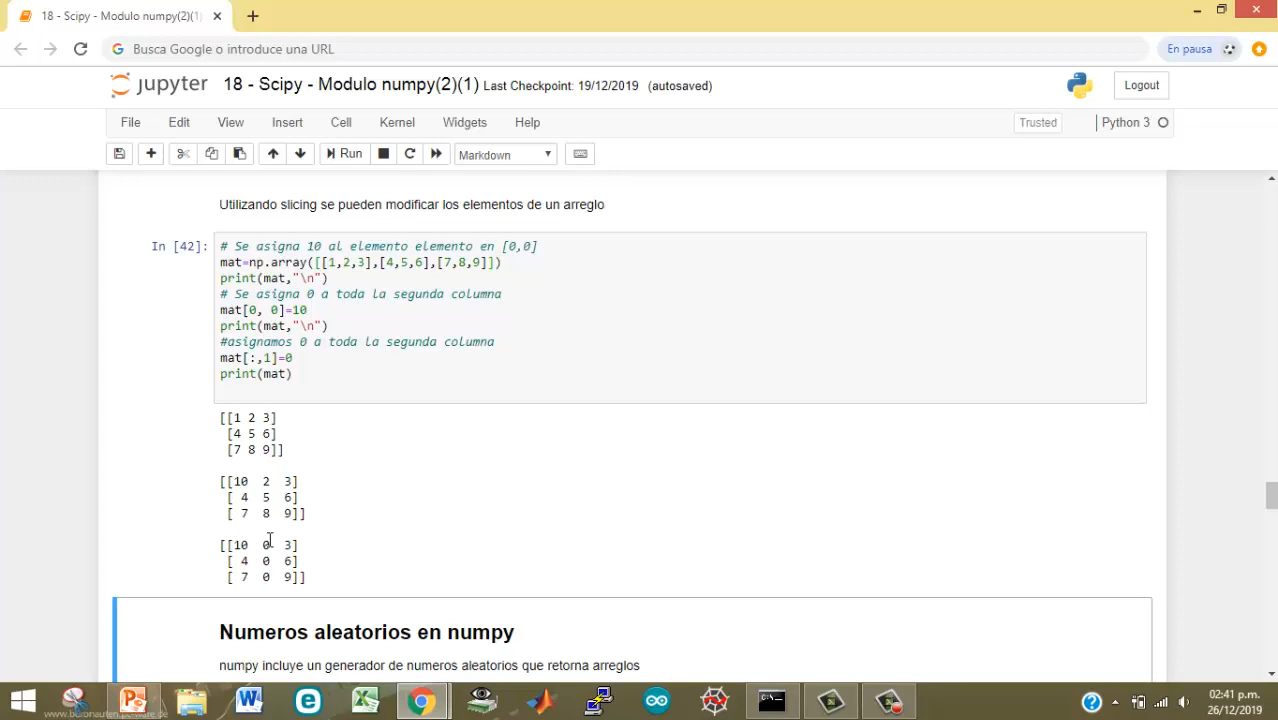 18 - Scipy - Modulo numpy(2)(1)
Busca Google o introduce una URL
En pausa
jupyter 18 - Scipy - Modulo numpy(2)(1) Last Checkpoint: 19/12/2019 (autosaved)
Logout
File Edit View Insert Cell Kernel Widgets Help
Trusted
Python 3
Run
Markdown
Utilizando slicing se pueden modificar los elementos de un arreglo
In [42]: # Se asigna 10 al elemento elemento en [0,0]
mat=np.array([[1,2,3],[4,5,6],[7,8,9]])
print(mat,"\n")
# Se asigna 0 a toda la segunda columna
mat[0, 0]=10
print(mat,"\n")
#asignamos 0 a toda la segunda columna
mat[:,1]=0
print(mat)
[[1 2 3]
[4 5 6]
[7 8 9]]
[[10 2 3]
[ 4 5 6]
[ 7 8 9]]
[[10 0 3]
[ 4 0 6]
[ 7 0 9]]
Numeros aleatorios en numpy
numpy incluye un generador de numeros aleatorios que retorna arreglos
02:41 p.m.
26/12/2019